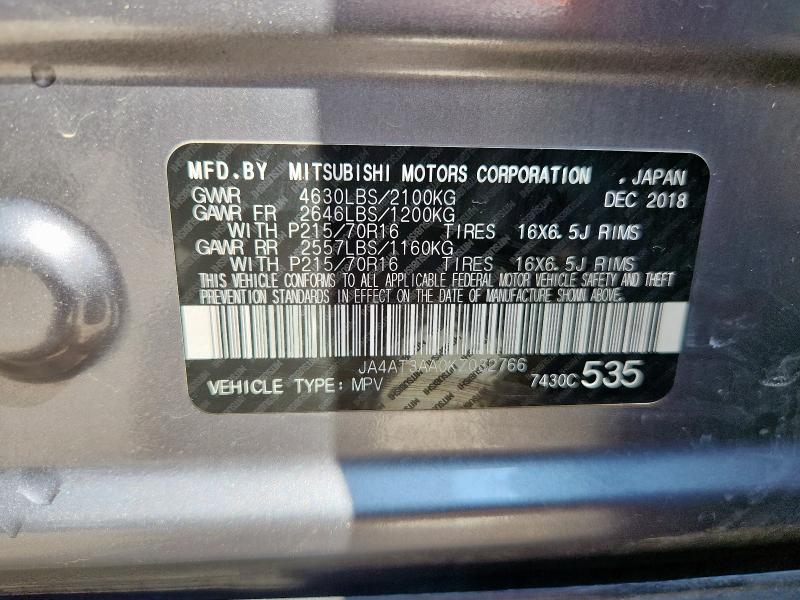 MFD.BY MITSUBISHI MOTORS CORPORATION . JAPAN
GVWR 4630LBS/2100KG DEC 2018
GAWR FR 2646LBS/1200KG
WITH P215/70R16 TIRES 16X6.5J RIMS
GAWR RR 2557LBS/1160KG
WITH P215/70R16 TIRES 16X6.5J RIMS
THIS VEHICLE CONFORMS TO ALL APPLICABLE FEDERAL MOTOR VEHICLE SAFETY AND THEFT
PREVENTION STANDARDS IN EFFECT ON THE DATE OF MANUFACTURE SHOWN ABOVE.
VEHICLE TYPE: MPV 7430C 535